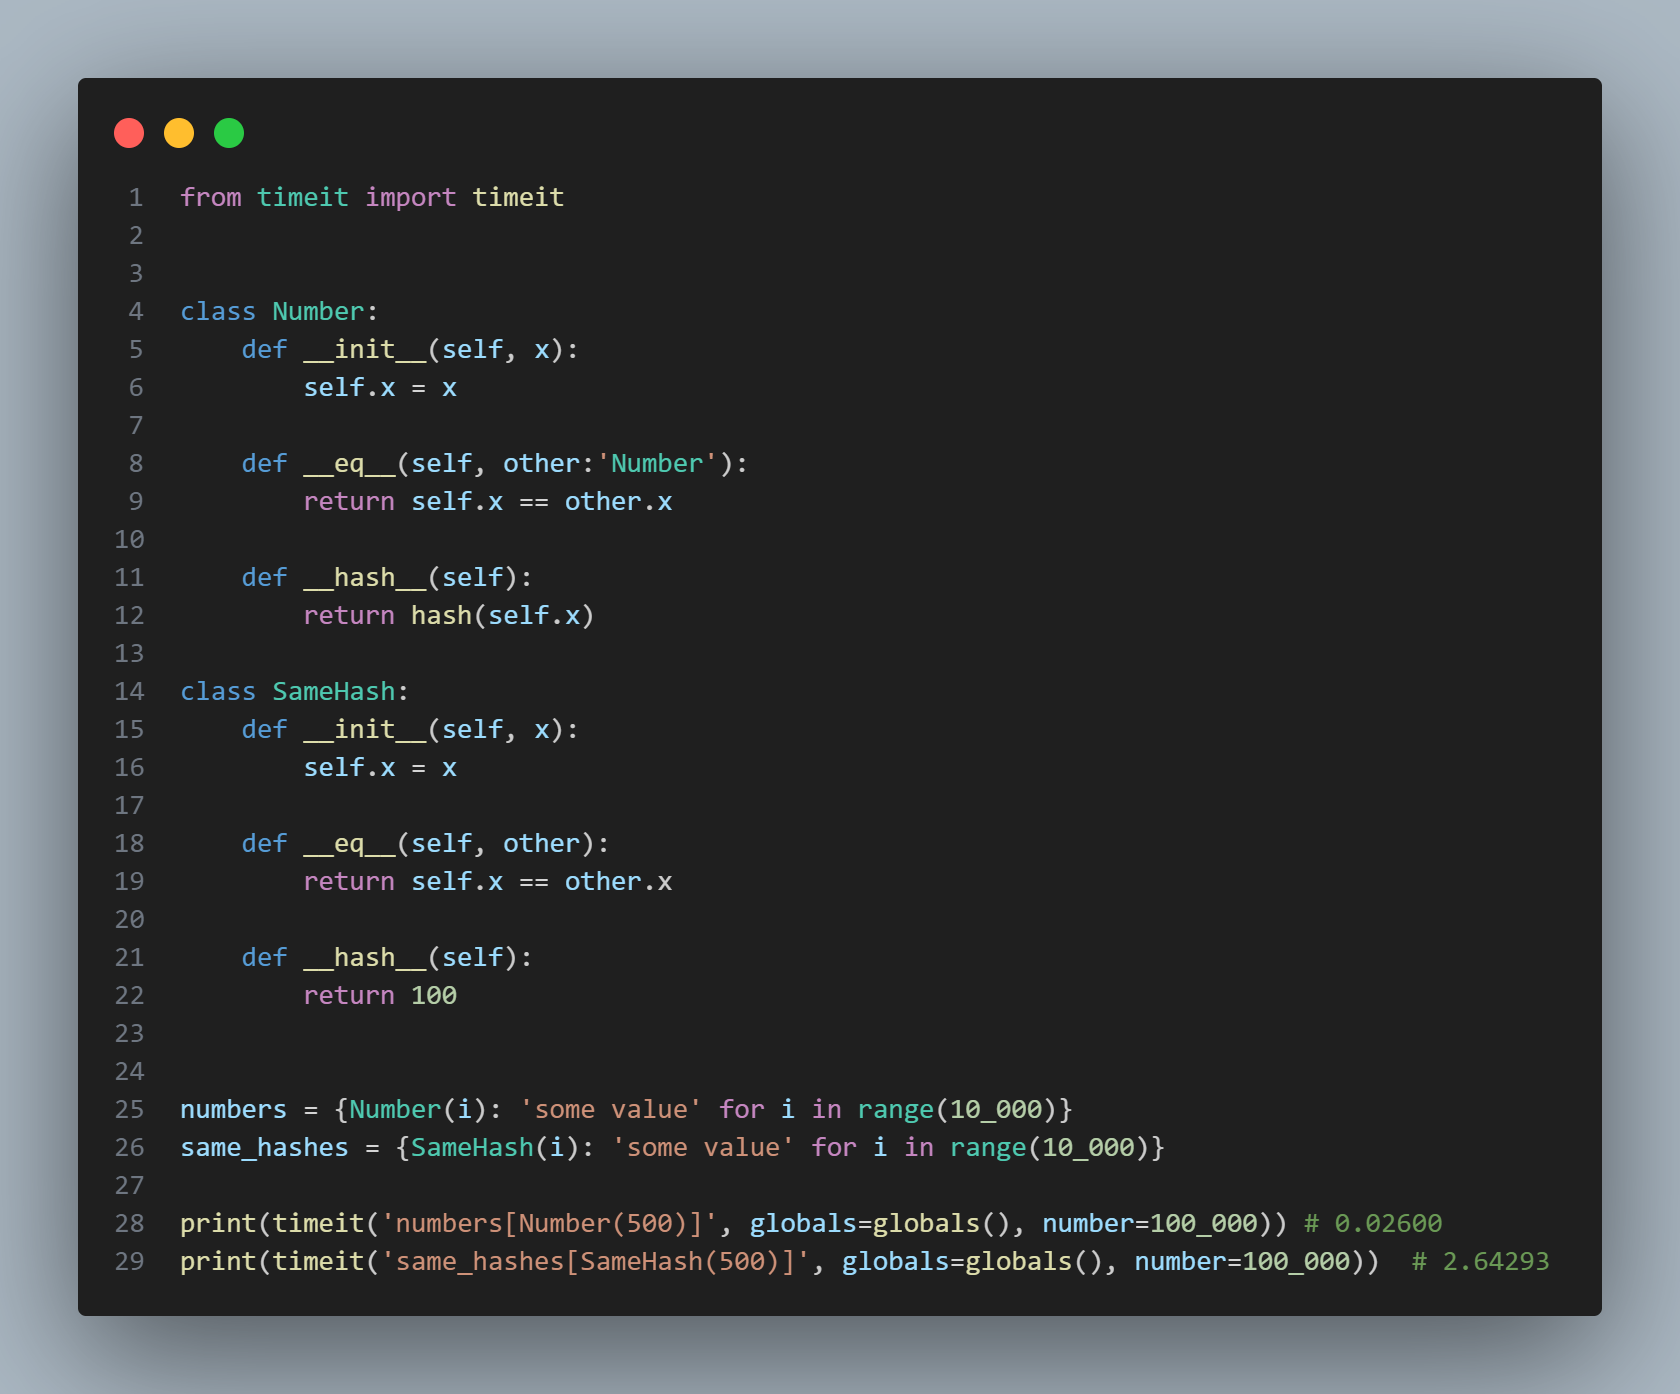 1 from timeit import timeit
2
3
4 class Number:
5     def __init__(self, x):
6         self.x = x
7
8     def __eq__(self, other:'Number'):
9         return self.x == other.x
10
11     def __hash__(self):
12         return hash(self.x)
13
14 class SameHash:
15     def __init__(self, x):
16         self.x = x
17
18     def __eq__(self, other):
19         return self.x == other.x
20
21     def __hash__(self):
22         return 100
23
24
25 numbers = {Number(i): 'some value' for i in range(10_000)}
26 same_hashes = {SameHash(i): 'some value' for i in range(10_000)}
27
28 print(timeit('numbers[Number(500)]', globals=globals(), number=100_000)) # 0.02600
29 print(timeit('same_hashes[SameHash(500)]', globals=globals(), number=100_000))  # 2.64293